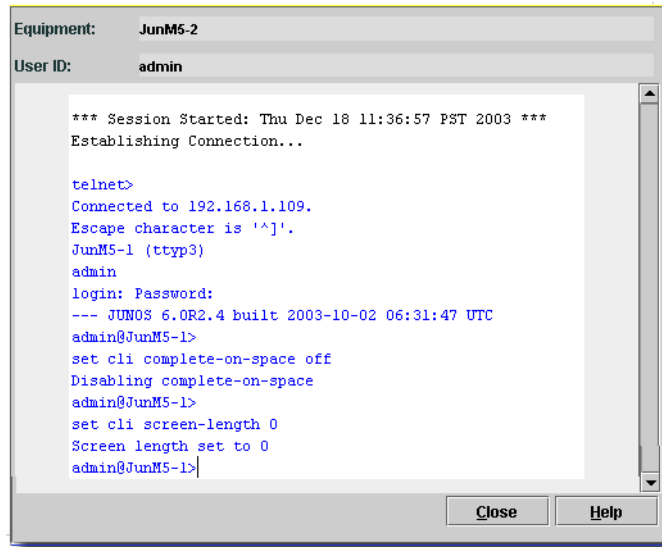 Equipment: JunM5-2
User ID: admin
*** Session Started: Thu Dec 18 11:36:57 PST 2003 ***
Establishing Connection...
telnet>
Connected to 192.168.1.109.
Escape character is '^]'.
JunM5-1 (ttyp3)
admin
login: Password:
--- JUNOS 6.0R2.4 built 2003-10-02 06:31:47 UTC
admin@JunM5-1>
set cli complete-on-space off
Disabling complete-on-space
admin@JunM5-1>
set cli screen-length 0
Screen length set to 0
admin@JunM5-1>
Close Help